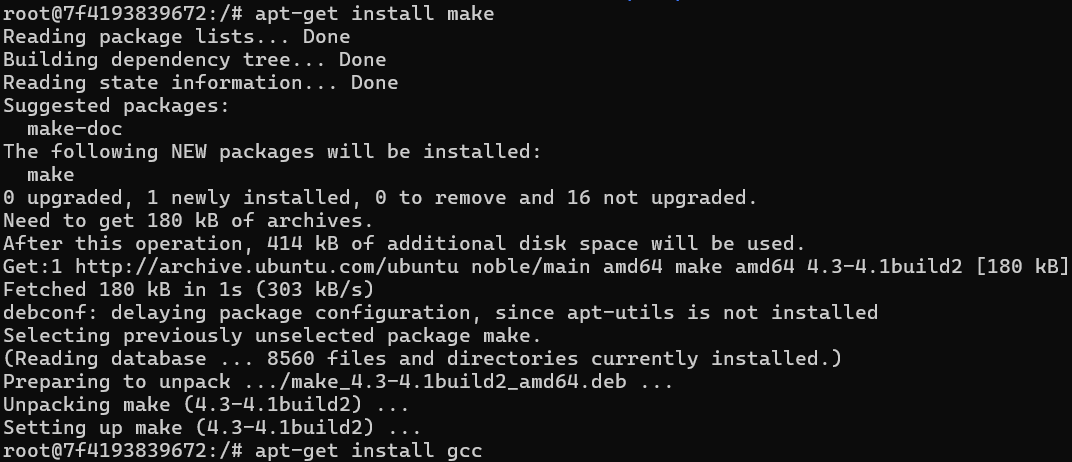 root@7f4193839672:/# apt-get install make
Reading package lists... Done
Building dependency tree... Done
Reading state information... Done
Suggested packages:
  make-doc
The following NEW packages will be installed:
  make
0 upgraded, 1 newly installed, 0 to remove and 16 not upgraded.
Need to get 180 kB of archives.
After this operation, 414 kB of additional disk space will be used.
Get:1 http://archive.ubuntu.com/ubuntu noble/main amd64 make amd64 4.3-4.1build2 [180 kB]
Fetched 180 kB in 1s (303 kB/s)
debconf: delaying package configuration, since apt-utils is not installed
Selecting previously unselected package make.
(Reading database ... 8560 files and directories currently installed.)
Preparing to unpack .../make_4.3-4.1build2_amd64.deb ...
Unpacking make (4.3-4.1build2) ...
Setting up make (4.3-4.1build2) ...
root@7f4193839672:/# apt-get install gcc